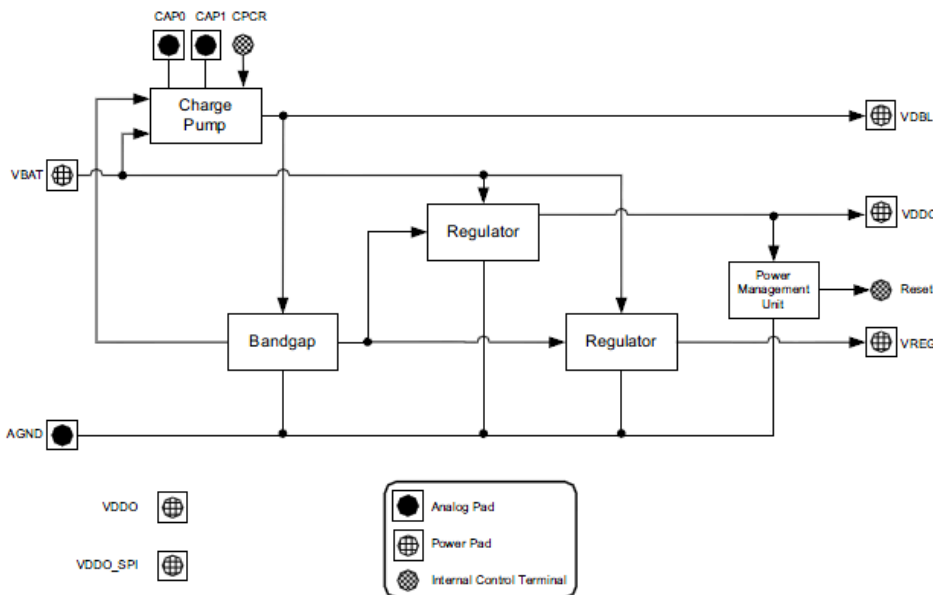 CAP0 CAP1 CPCR
Charge
Pump
VDBL
VBAT
Regulator
VDDC
Power
Management
Unit
Reset
Bandgap
Regulator
VREG
AGND
VDDO
VDDO_SPI
Analog Pad
Power Pad
Internal Control Terminal